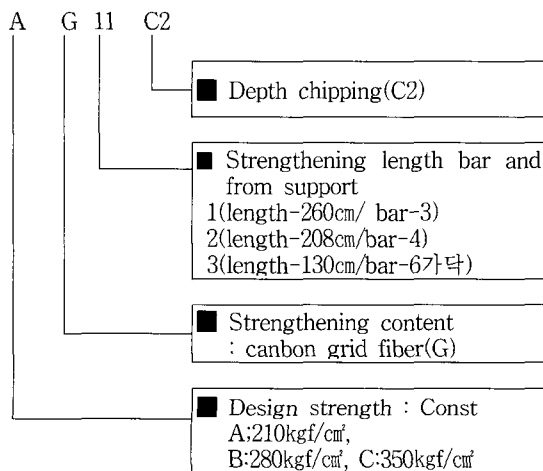 A G 11 C2
■ Depth chipping(C2)
■ Strengthening length bar and
from support
1(length-260㎝/ bar-3)
2(length-208㎝/bar-4)
3(length-130㎝/bar-6가닥)
■ Strengthening content
: canbon grid fiber(G)
■ Design strength : Const
A;210kgf/㎠,
B:280kgf/㎠, C:350kgf/㎠